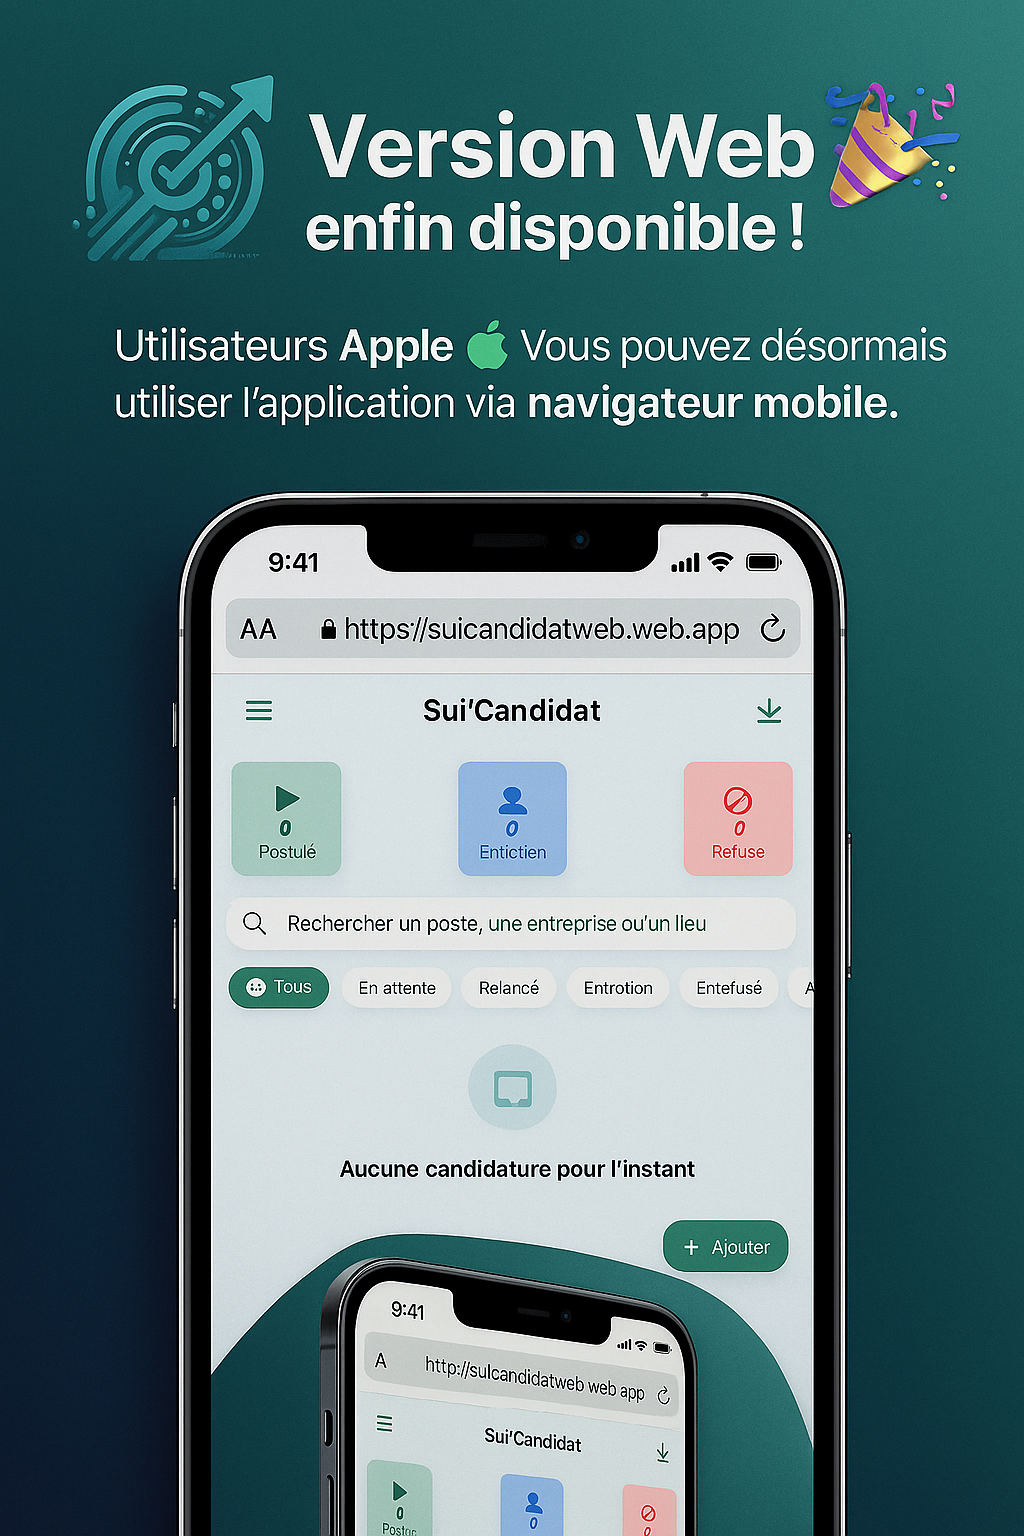 Version Web
enfin disponible !
Utilisateurs Apple Vous pouvez désormais
utiliser l'application via navigateur mobile.
9:41
AA https://suicandidatweb.web.app
Sui'Candidat
0 0 0
Postulé Entictien Refuse
Rechercher un poste, une entreprise ou'un lieu
Tous En attente Relancé Entrotion Entefusé A
Aucune candidature pour l'instant
+ Ajouter
9:41
A http://sulcandidatweb web app
Sui'Candidat
0 0 0